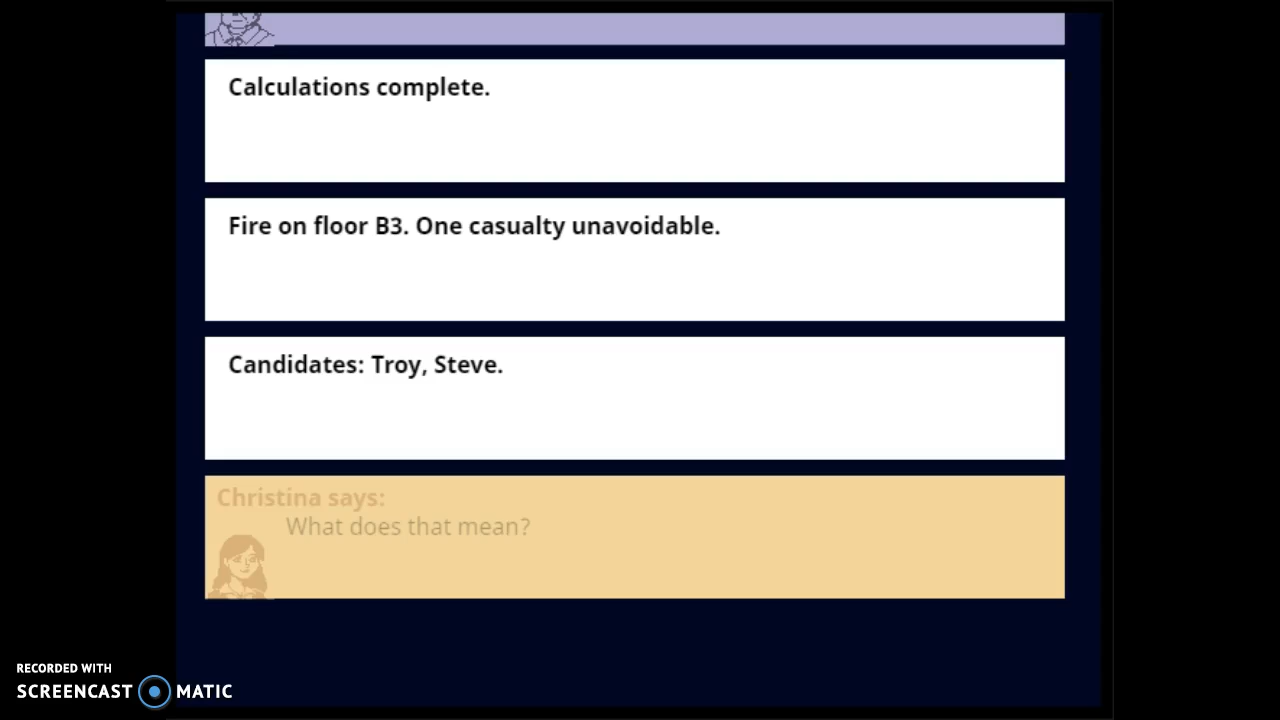 Calculations complete.
Fire on floor B3. One casualty unavoidable.
Candidates: Troy, Steve.
Christina says:
What does that mean?
RECORDED WITH
SCREENCAST MATIC